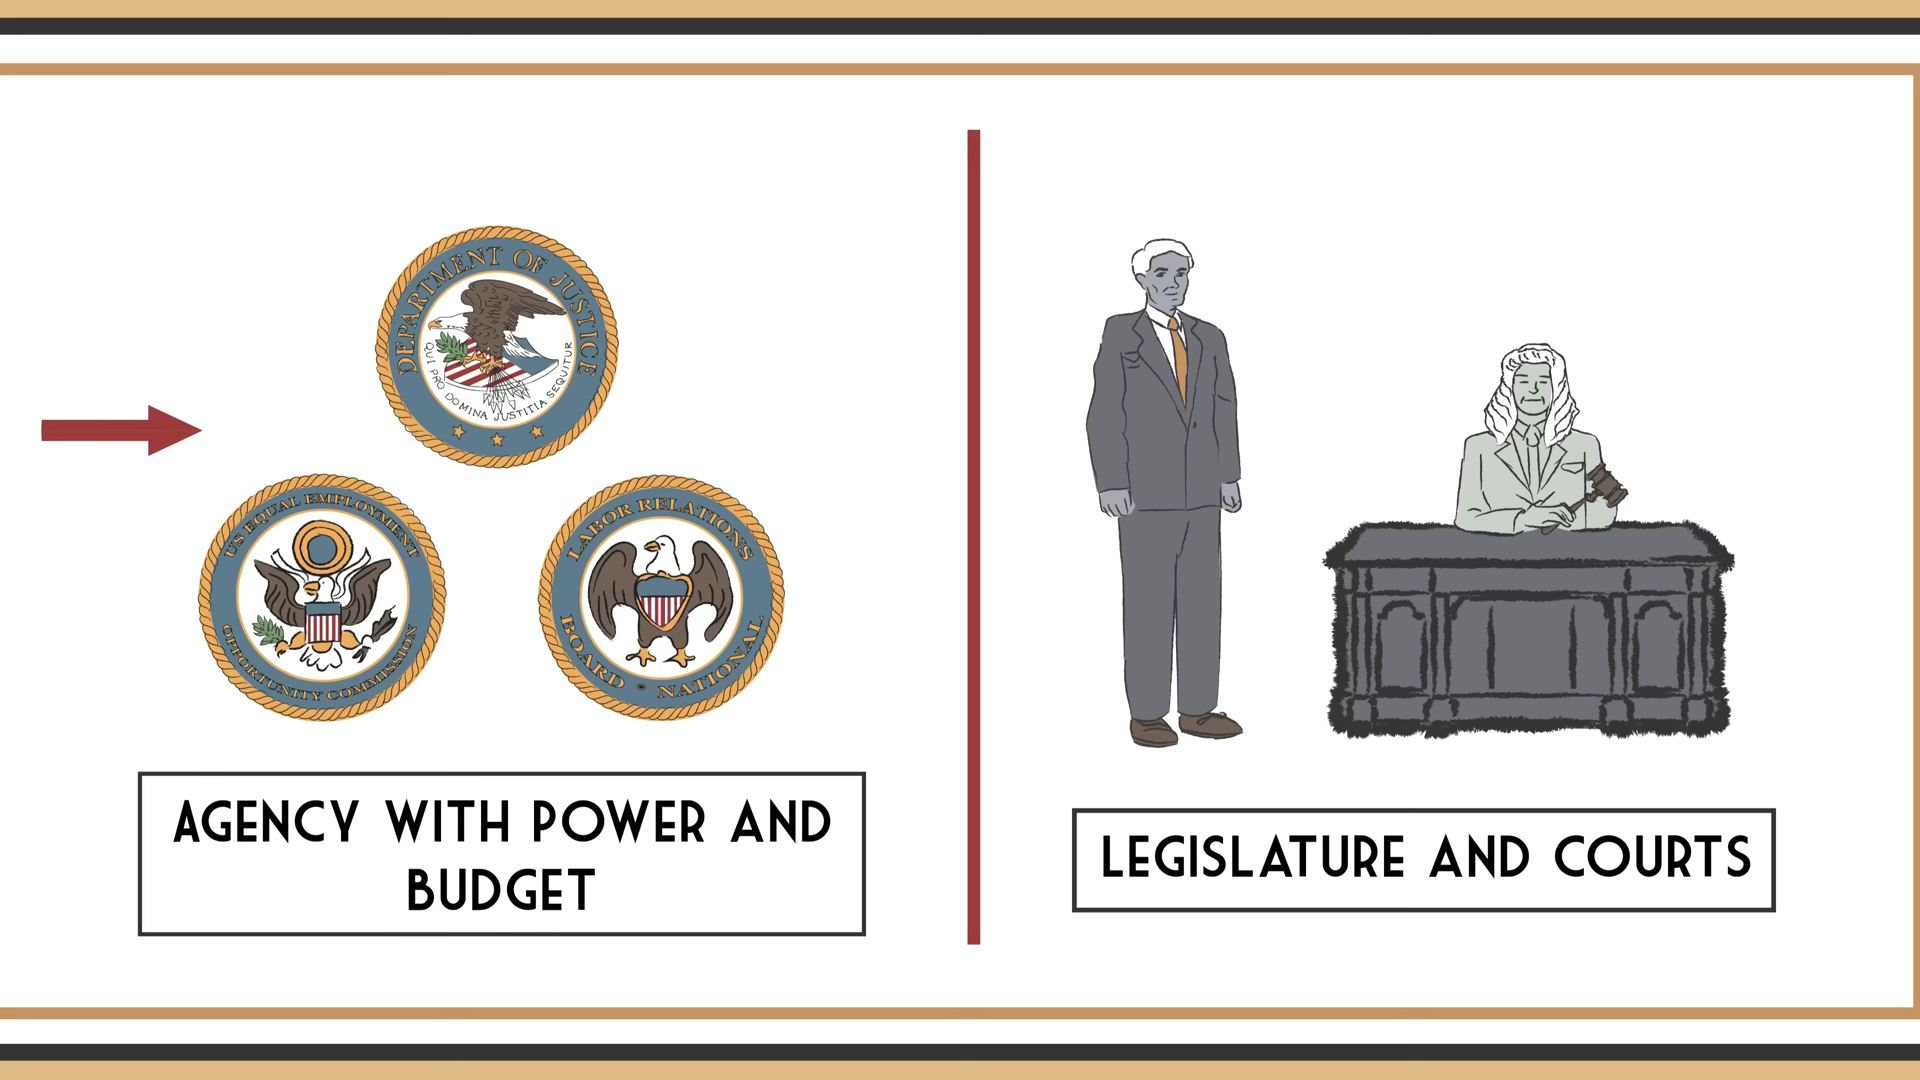 DEPARTMENT OF JUSTICE
QUI PRO DOMINA JUSTITIA SEQUITUR
US EQUAL EMPLOYMENT
OPPORTUNITY COMMISSION
LABOR RELATIONS
BOARD * NATIONAL
AGENCY WITH POWER AND
BUDGET
LEGISLATURE AND COURTS